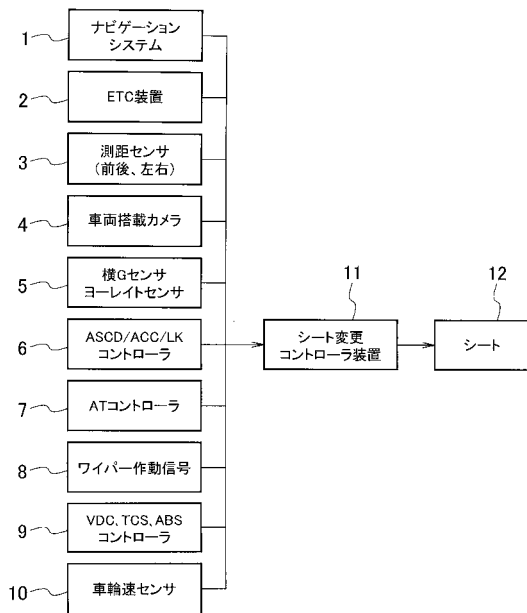 1
ナビゲーション
システム
2
ETC装置
3
測距センサ
(前後、左右)
4
車両搭載カメラ
5
横Gセンサ
ヨーレイトセンサ
6
ASCD/ACC/LK
コントローラ
7
ATコントローラ
8
ワイパー作動信号
9
VDC、TCS、ABS
コントローラ
10
車輪速センサ
11
シート変更
コントローラ装置
12
シート